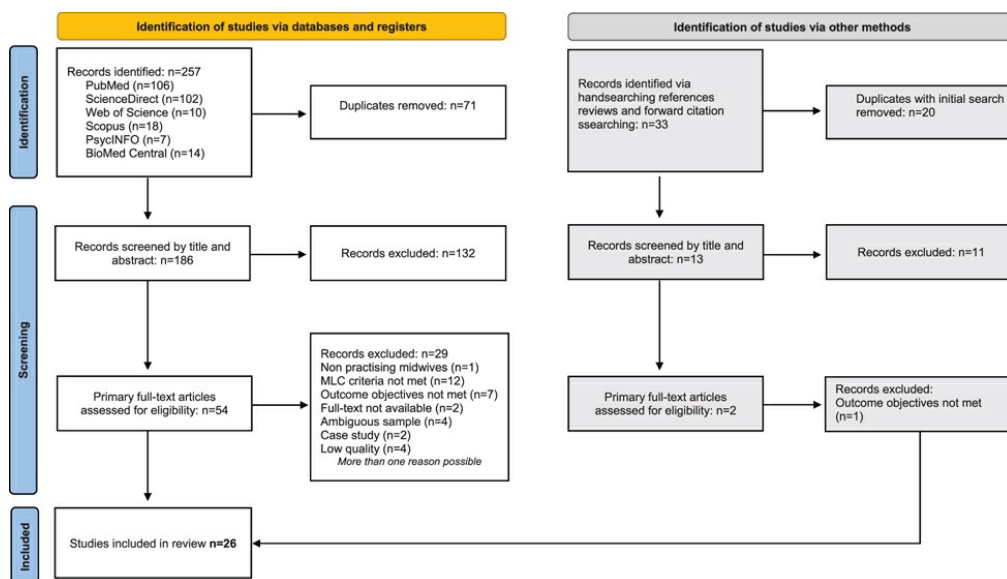 Identification of studies via databases and registers
Identification of studies via other methods
Identification
Records identified: n=257
PubMed (n=106)
ScienceDirect (n=102)
Web of Science (n=10)
Scopus (n=18)
PsycINFO (n=7)
BioMed Central (n=14)
Duplicates removed: n=71
Records identified via
handsearching references
reviews and forward citation
ssearching: n=33
Duplicates with initial search
removed: n=20
Screening
Records screened by title and
abstract: n=186
Records excluded: n=132
Records screened by title and
abstract: n=13
Records excluded: n=11
Primary full-text articles
assessed for eligibility: n=54
Records excluded: n=29
Non practising midwives (n=1)
MLC criteria not met (n=12)
Outcome objectives not met (n=7)
Full-text not available (n=2)
Ambiguous sample (n=4)
Case study (n=2)
Low quality (n=4)
More than one reason possible
Primary full-text articles
assessed for eligibility: n=2
Records excluded:
Outcome objectives not met
(n=1)
Included
Studies included in review n=26